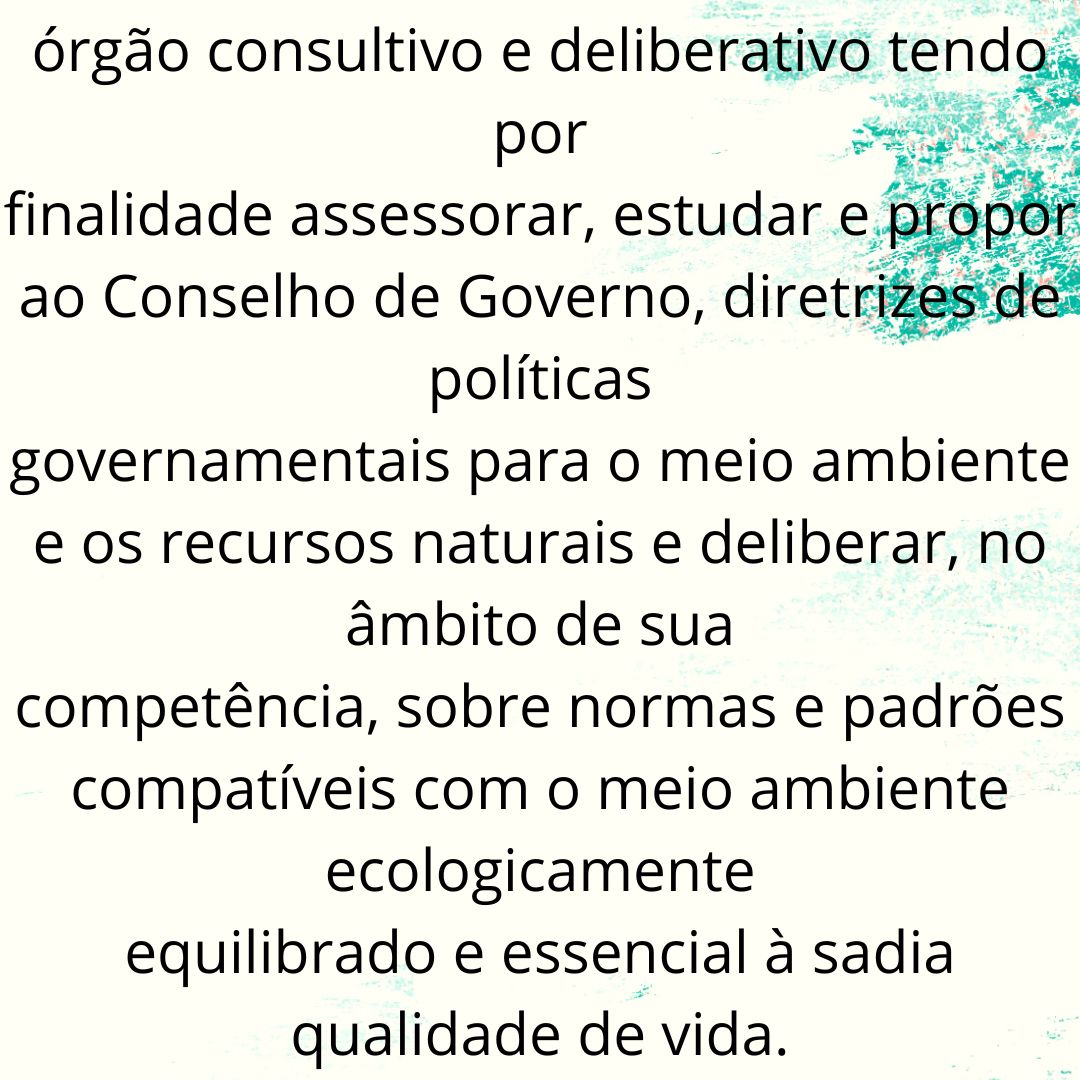 órgão consultivo e deliberativo tendo
por
finalidade assessorar, estudar e propor
ao Conselho de Governo, diretrizes de
políticas
governamentais para o meio ambiente
e os recursos naturais e deliberar, no
âmbito de sua
competência, sobre normas e padrões
compatíveis com o meio ambiente
ecologicamente
equilibrado e essencial à sadia
qualidade de vida.